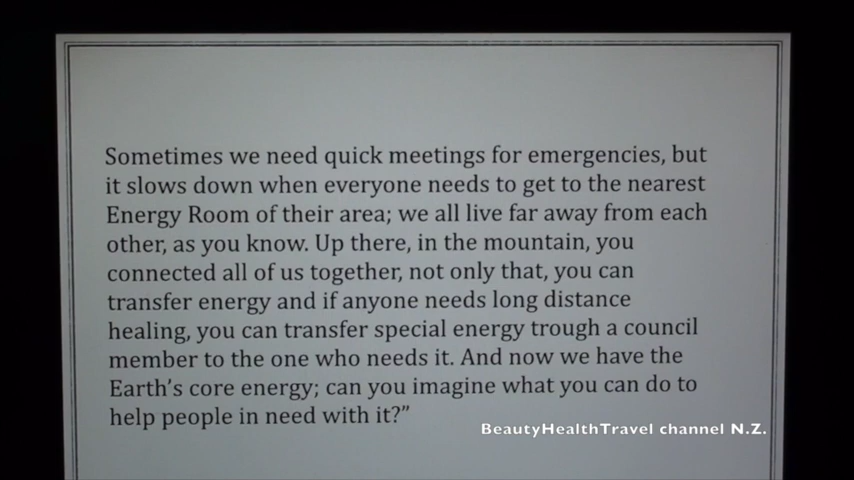 Sometimes we need quick meetings for emergencies, but
it slows down when everyone needs to get to the nearest
Energy Room of their area; we all live far away from each
other, as you know. Up there, in the mountain, you
connected all of us together, not only that, you can
transfer energy and if anyone needs long distance
healing, you can transfer special energy trough a council
member to the one who needs it. And now we have the
Earth's core energy; can you imagine what you can do to
help people in need with it?”
BeautyHealthTravel channel N.Z.